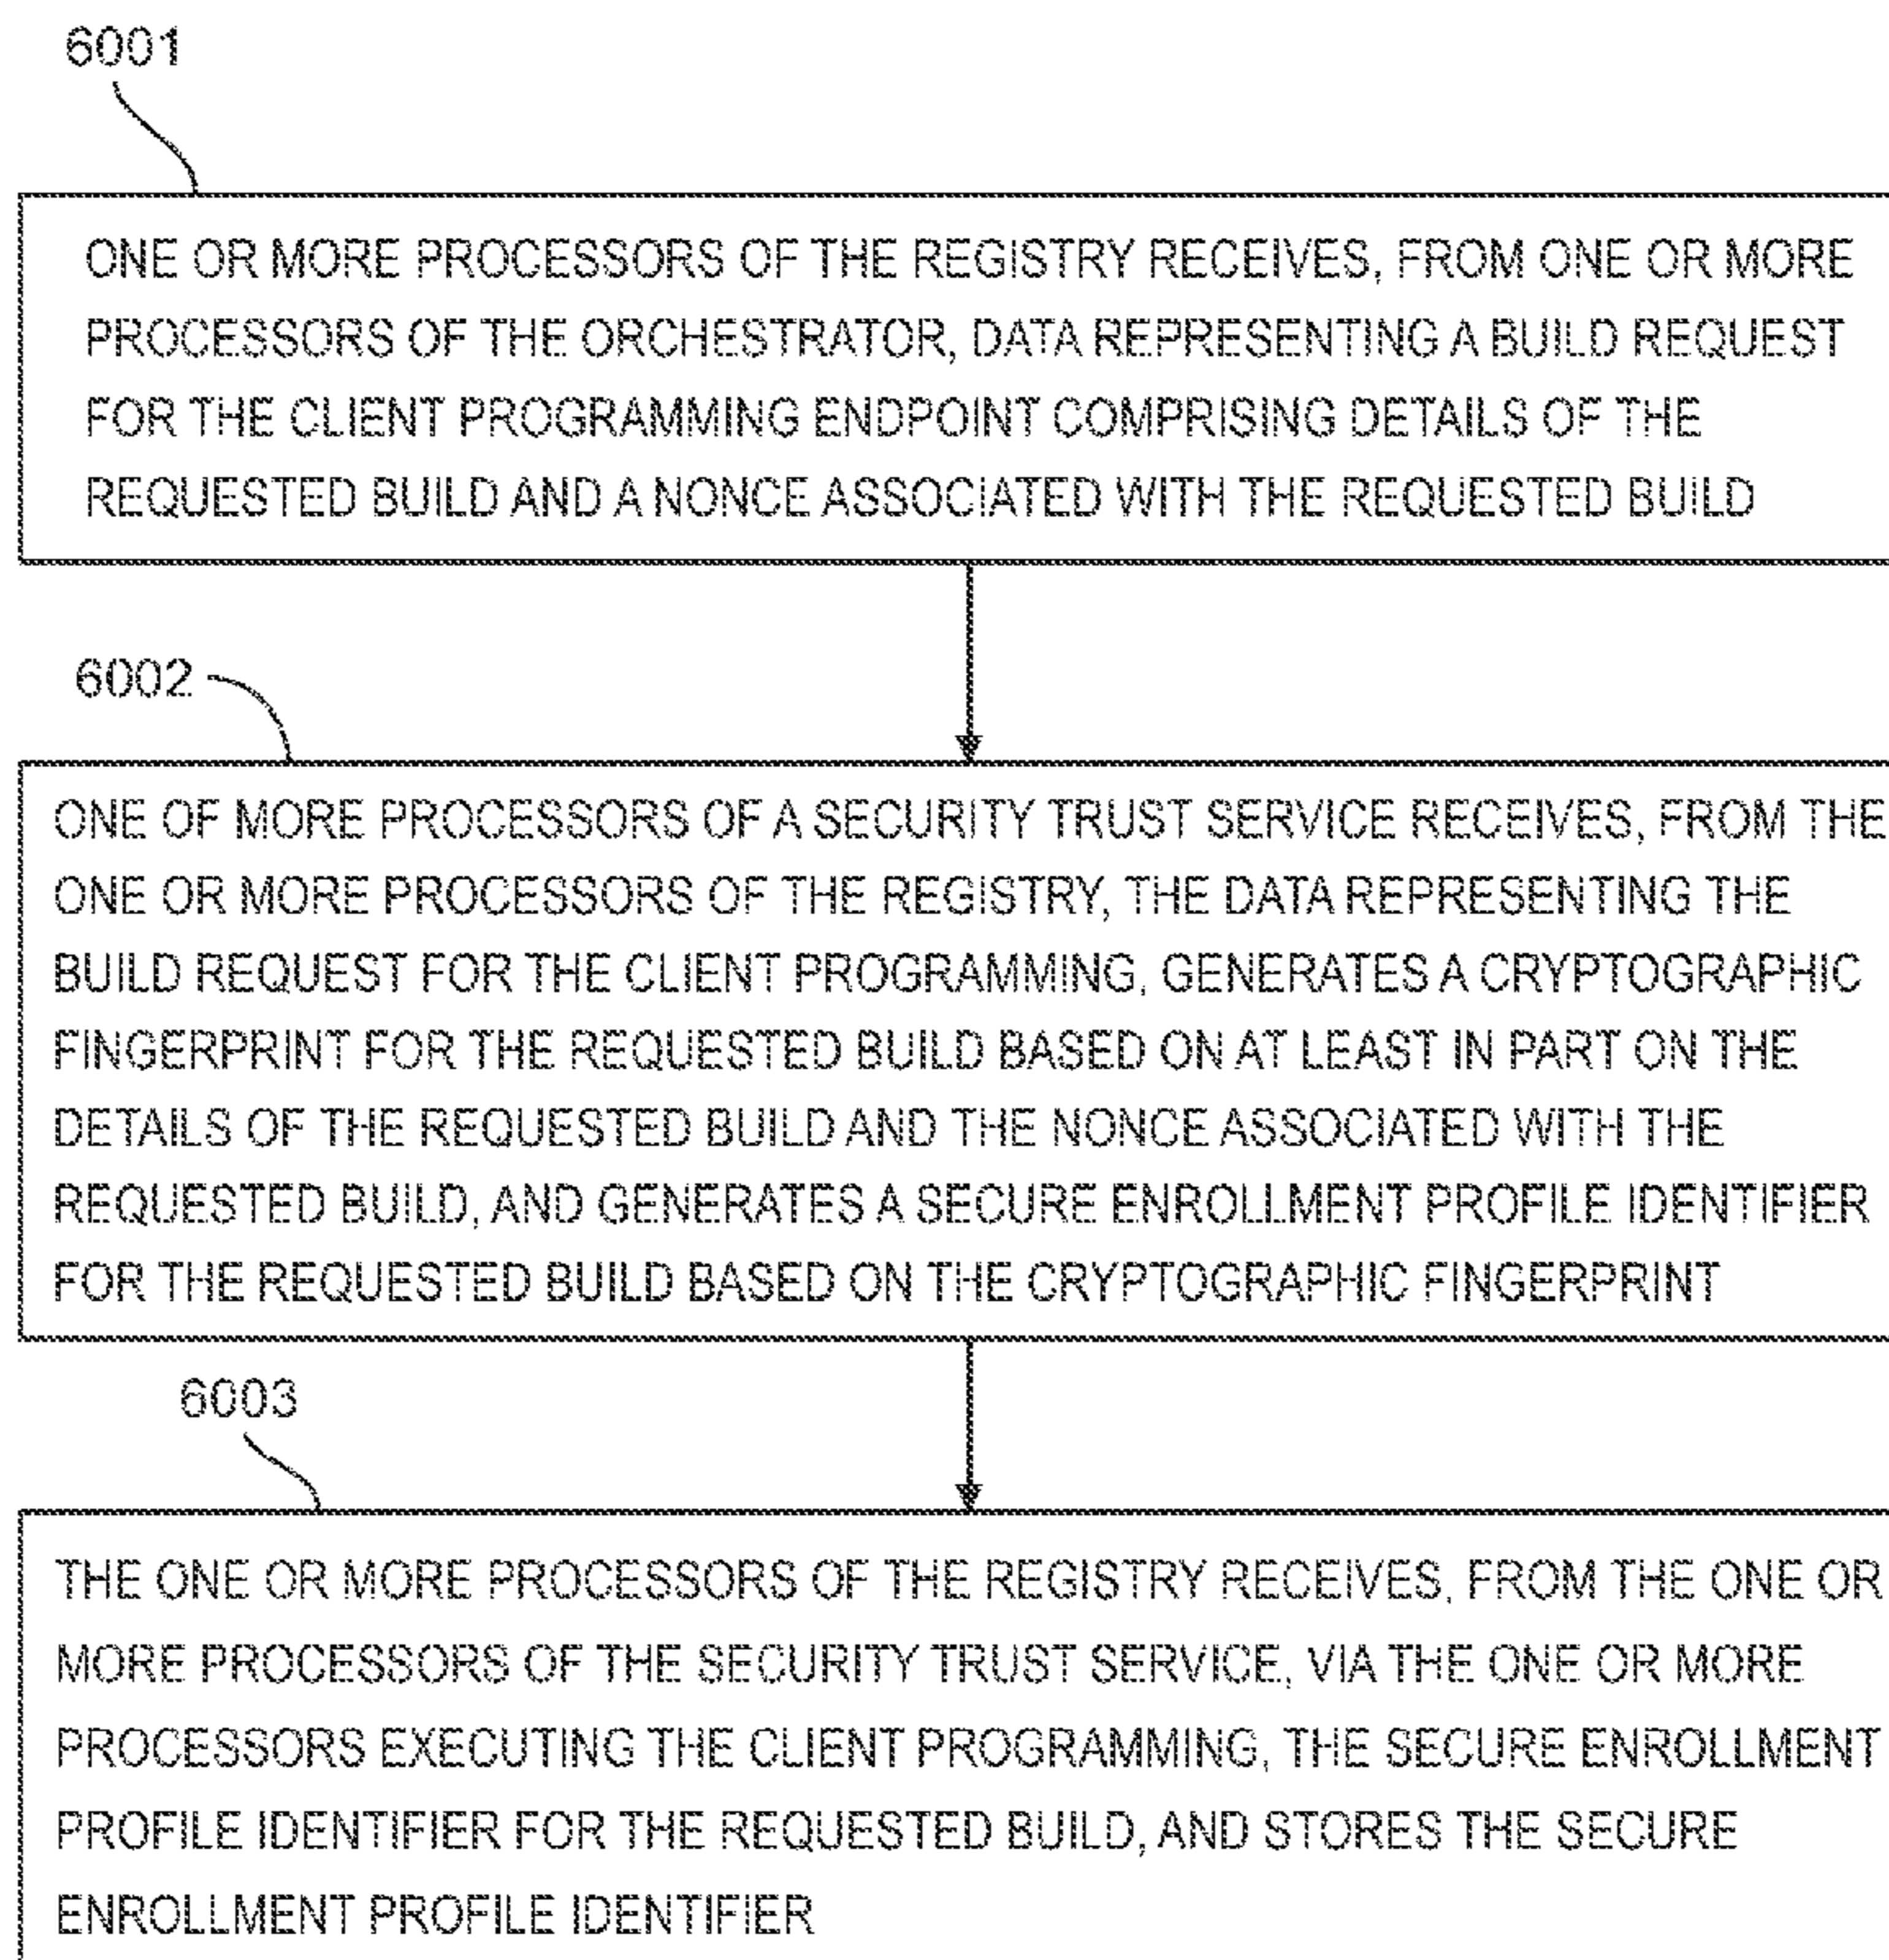 6001
ONE OR MORE PROCESSORS OF THE REGISTRY RECEIVES, FROM ONE OR MORE
PROCESSORS OF THE ORCHESTRATOR, DATA REPRESENTING A BUILD REQUEST
FOR THE CLIENT PROGRAMMING ENDPOINT COMPRISING DETAILS OF THE
REQUESTED BUILD AND A NONCE ASSOCIATED WITH THE REQUESTED BUILD
6002
ONE OF MORE PROCESSORS OF A SECURITY TRUST SERVICE RECEIVES, FROM THE
ONE OR MORE PROCESSORS OF THE REGISTRY, THE DATA REPRESENTING THE
BUILD REQUEST FOR THE CLIENT PROGRAMMING, GENERATES A CRYPTOGRAPHIC
FINGERPRINT FOR THE REQUESTED BUILD BASED ON AT LEAST IN PART ON THE
DETAILS OF THE REQUESTED BUILD AND THE NONCE ASSOCIATED WITH THE
REQUESTED BUILD, AND GENERATES A SECURE ENROLLMENT PROFILE IDENTIFIER
FOR THE REQUESTED BUILD BASED ON THE CRYPTOGRAPHIC FINGERPRINT
6003
THE ONE OR MORE PROCESSORS OF THE REGISTRY RECEIVES, FROM THE ONE OR
MORE PROCESSORS OF THE SECURITY TRUST SERVICE, VIA THE ONE OR MORE
PROCESSORS EXECUTING THE CLIENT PROGRAMMING, THE SECURE ENROLLMENT
PROFILE IDENTIFIER FOR THE REQUESTED BUILD, AND STORES THE SECURE
ENROLLMENT PROFILE IDENTIFIER